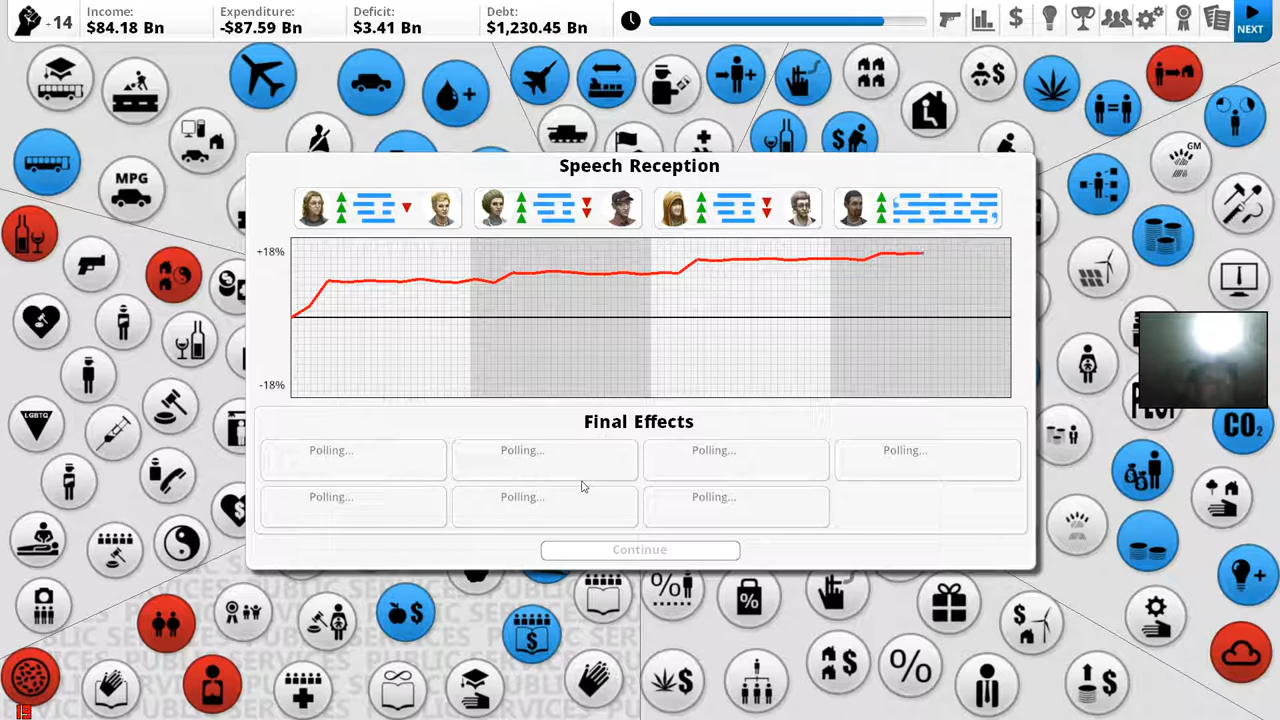 +14
Income:
$84.18 Bn
Expenditure:
-$87.59 Bn
Deficit:
$3.41 Bn
Debt:
$1,230.45 Bn
NEXT
MPG
GM
Speech Reception
+18%
-18%
Final Effects
Polling...
Polling...
Polling...
Polling...
Polling...
Polling...
Polling...
Continue
LGBTQ
CO2
PUBLIC SERVICES PUBLIC SERVICES
19